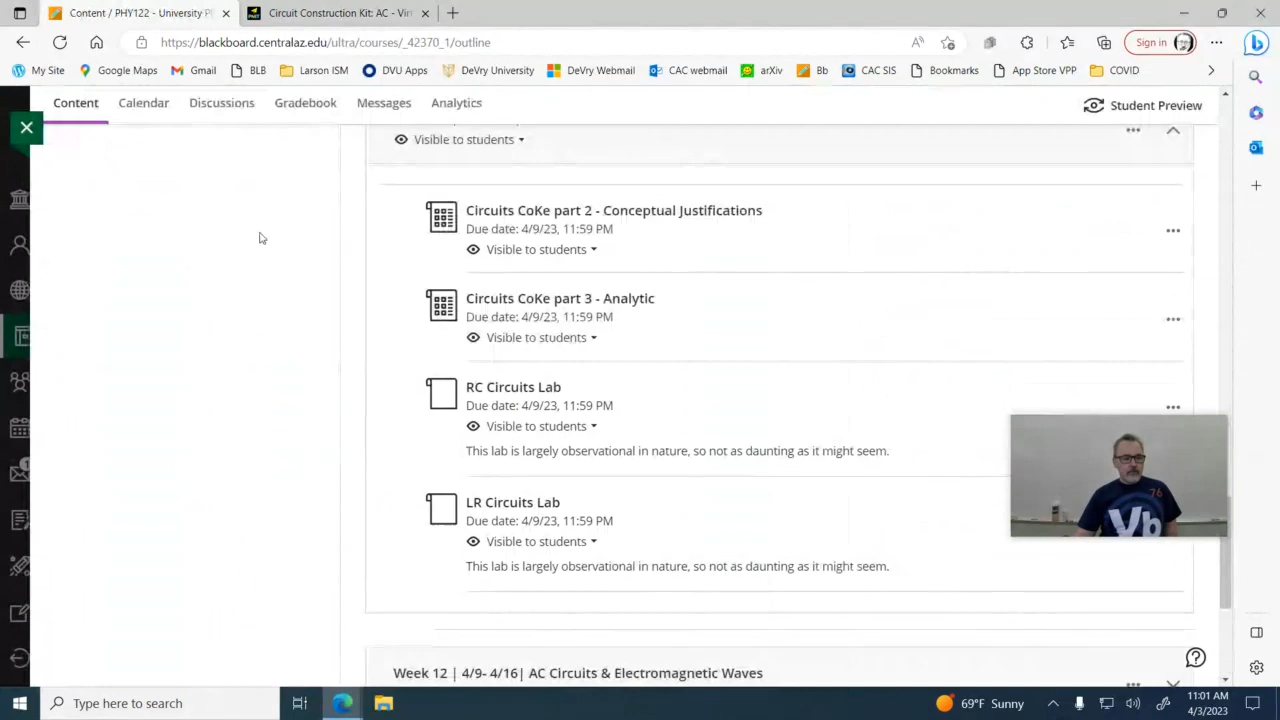 Content / PHY122 - University P
Circuit Construction Kit: AC - Vir
https://blackboard.centralaz.edu/ultra/courses/_42370_1/outline
Sign in
My Site
Google Maps
Gmail
BLB
Larson ISM
DVU Apps
DeVry University
DeVry Webmail
CAC webmail
arXiv
Bb
CAC SIS
Bookmarks
App Store VPP
COVID
Content
Calendar
Discussions
Gradebook
Messages
Analytics
Student Preview
Visible to students
Circuits CoKe part 2 - Conceptual Justifications
Due date: 4/9/23, 11:59 PM
Visible to students
Circuits CoKe part 3 - Analytic
Due date: 4/9/23, 11:59 PM
Visible to students
RC Circuits Lab
Due date: 4/9/23, 11:59 PM
Visible to students
This lab is largely observational in nature, so not as daunting as it might seem.
LR Circuits Lab
Due date: 4/9/23, 11:59 PM
Visible to students
This lab is largely observational in nature, so not as daunting as it might seem.
76
Yb
Week 12 | 4/9- 4/16| AC Circuits & Electromagnetic Waves
Type here to search
69°F Sunny
11:01 AM
4/3/2023